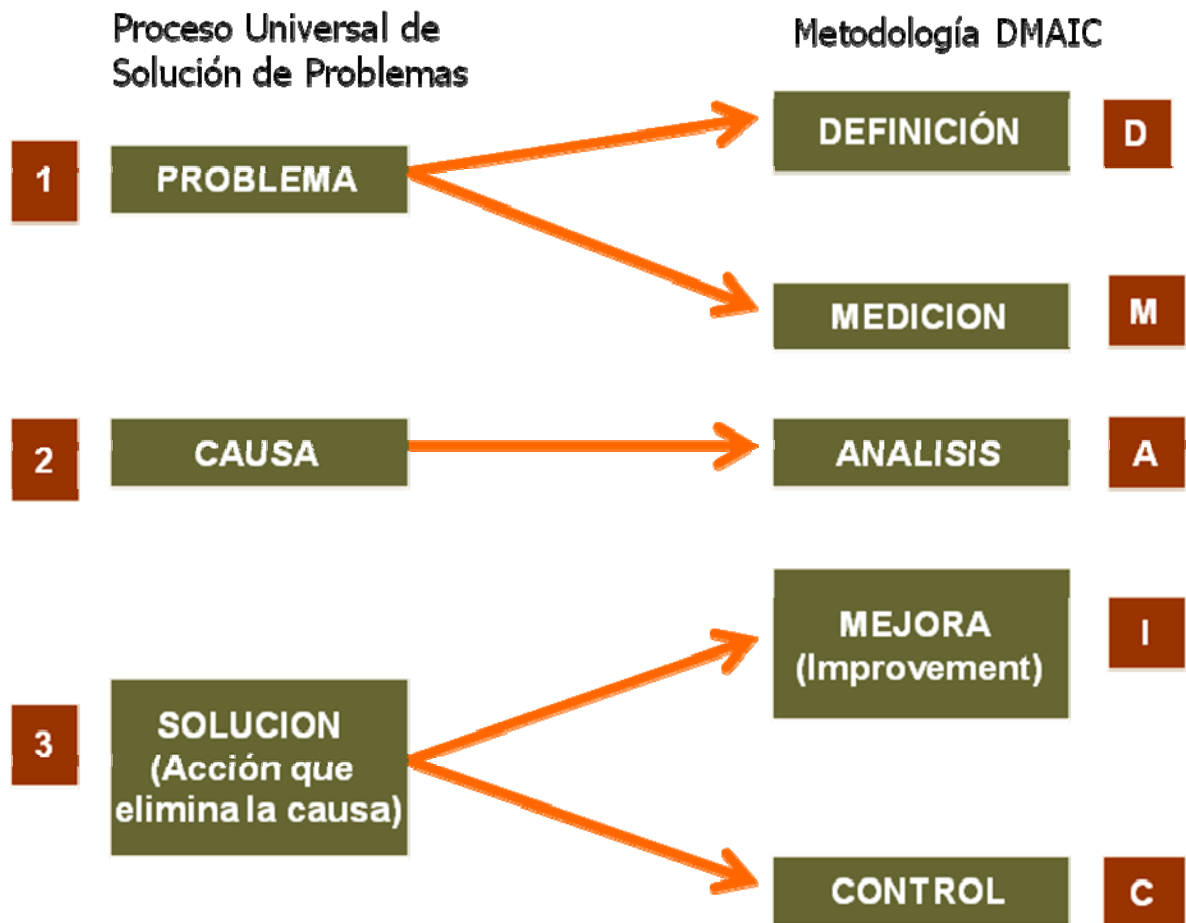 Proceso Universal de
Solución de Problemas
Metodología DMAIC
1
PROBLEMA
DEFINICIÓN
D
MEDICION
M
2
CAUSA
ANALISIS
A
3
SOLUCION
(Acción que
elimina la causa)
MEJORA
(Improvement)
I
CONTROL
C